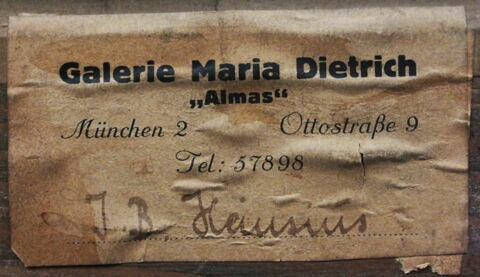 Galerie Maria Dietrich
„Almas“
München 2 Ottostraße 9
Tel: 57898
J. B.